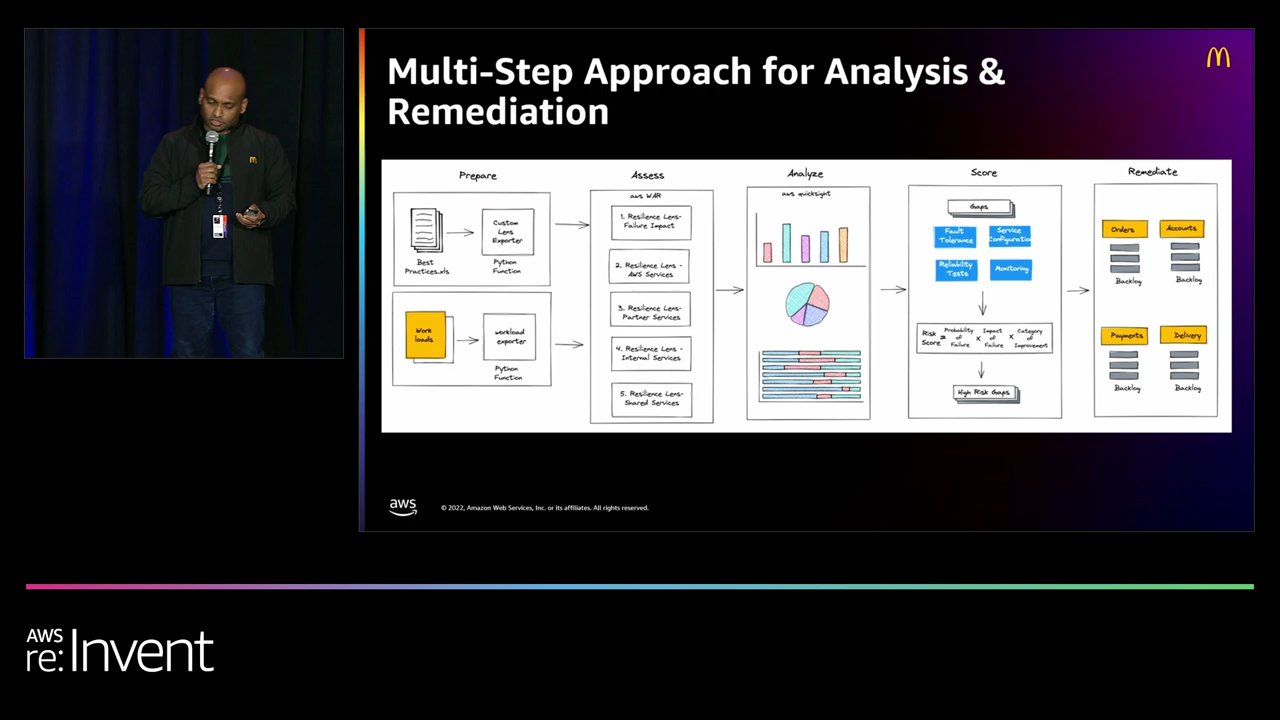 Multi-Step Approach for Analysis &
Remediation
Prepare
Best
Practices.xls
Custom
Lens
Exporter
Python
Function
Work
loads
workload
exporter
Python
Function
Assess
aws WAR
1. Resilience Lens-
Failure Impact
2. Resilience Lens -
AWS Services
3. Resilience Lens-
Partner Services
4. Resilience Lens -
Internal Services
5. Resilience Lens-
Shared Services
Analyze
aws quicksight
Score
Gaps
Fault
Tolerance
Service
Configuration
Reliability
Tests
Monitoring
Risk
Score
=
Probability
of
Failure
x
Impact
of
Failure
x
Category
of
Improvement
High Risk Gaps
Remediate
Orders
Backlog
Accounts
Backlog
Payments
Backlog
Delivery
Backlog
aws
© 2022, Amazon Web Services, Inc. or its affiliates. All rights reserved.
AWS
re:Invent